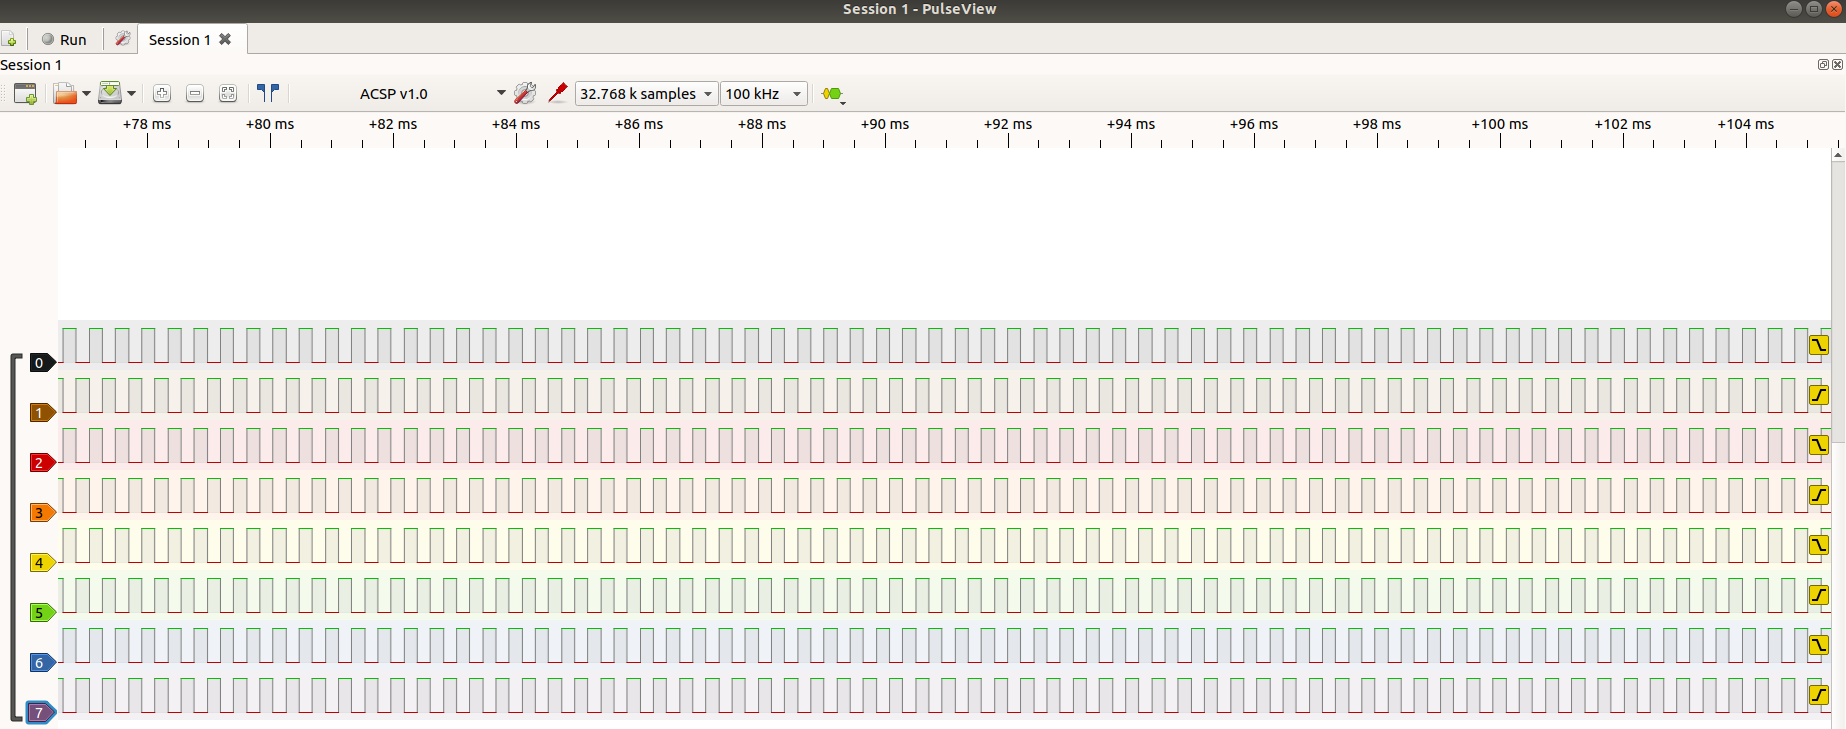 Session 1 - PulseView
Run
Session 1
Session 1
ACSP v1.0
32.768 k samples
100 kHz
+78 ms +80 ms +82 ms +84 ms +86 ms +88 ms +90 ms +92 ms +94 ms +96 ms +98 ms +100 ms +102 ms +104 ms
0
1
2
3
4
5
6
7